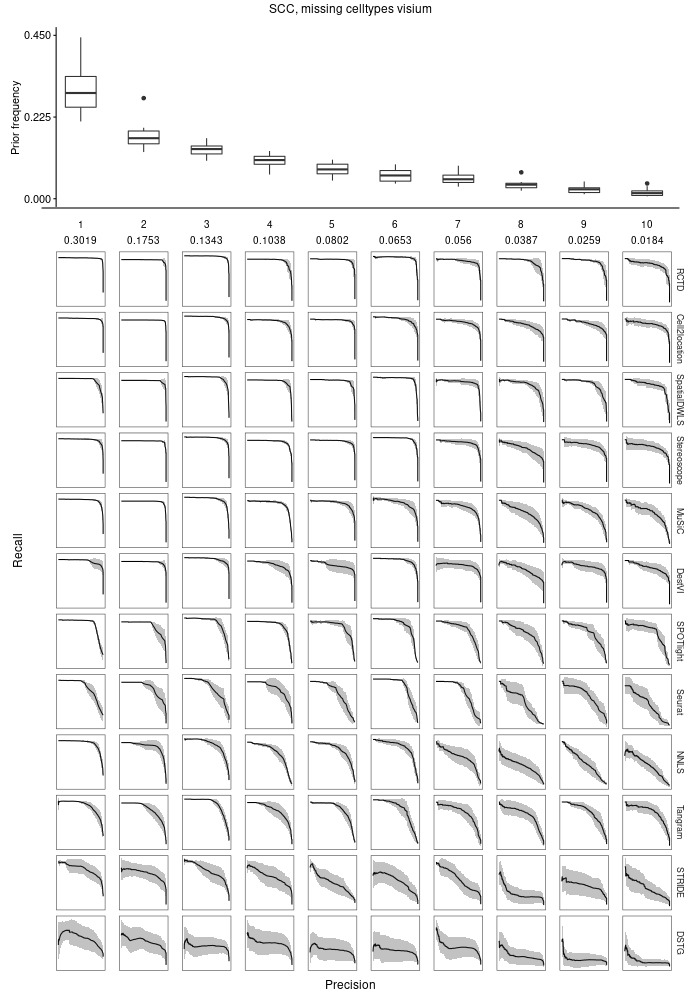 SCC, missing celltypes visium
Prior frequency
0.450
0.225
0.000
1 2 3 4 5 6 7 8 9 10
0.3019 0.1753 0.1343 0.1038 0.0802 0.0653 0.056 0.0387 0.0259 0.0184
RCTD
Cell2location
SpatialDWLS
Stereoscope
MuSiC
DestVI
SPOTlight
Seurat
NNLS
Tangram
STRIDE
DSTG
Recall
Precision